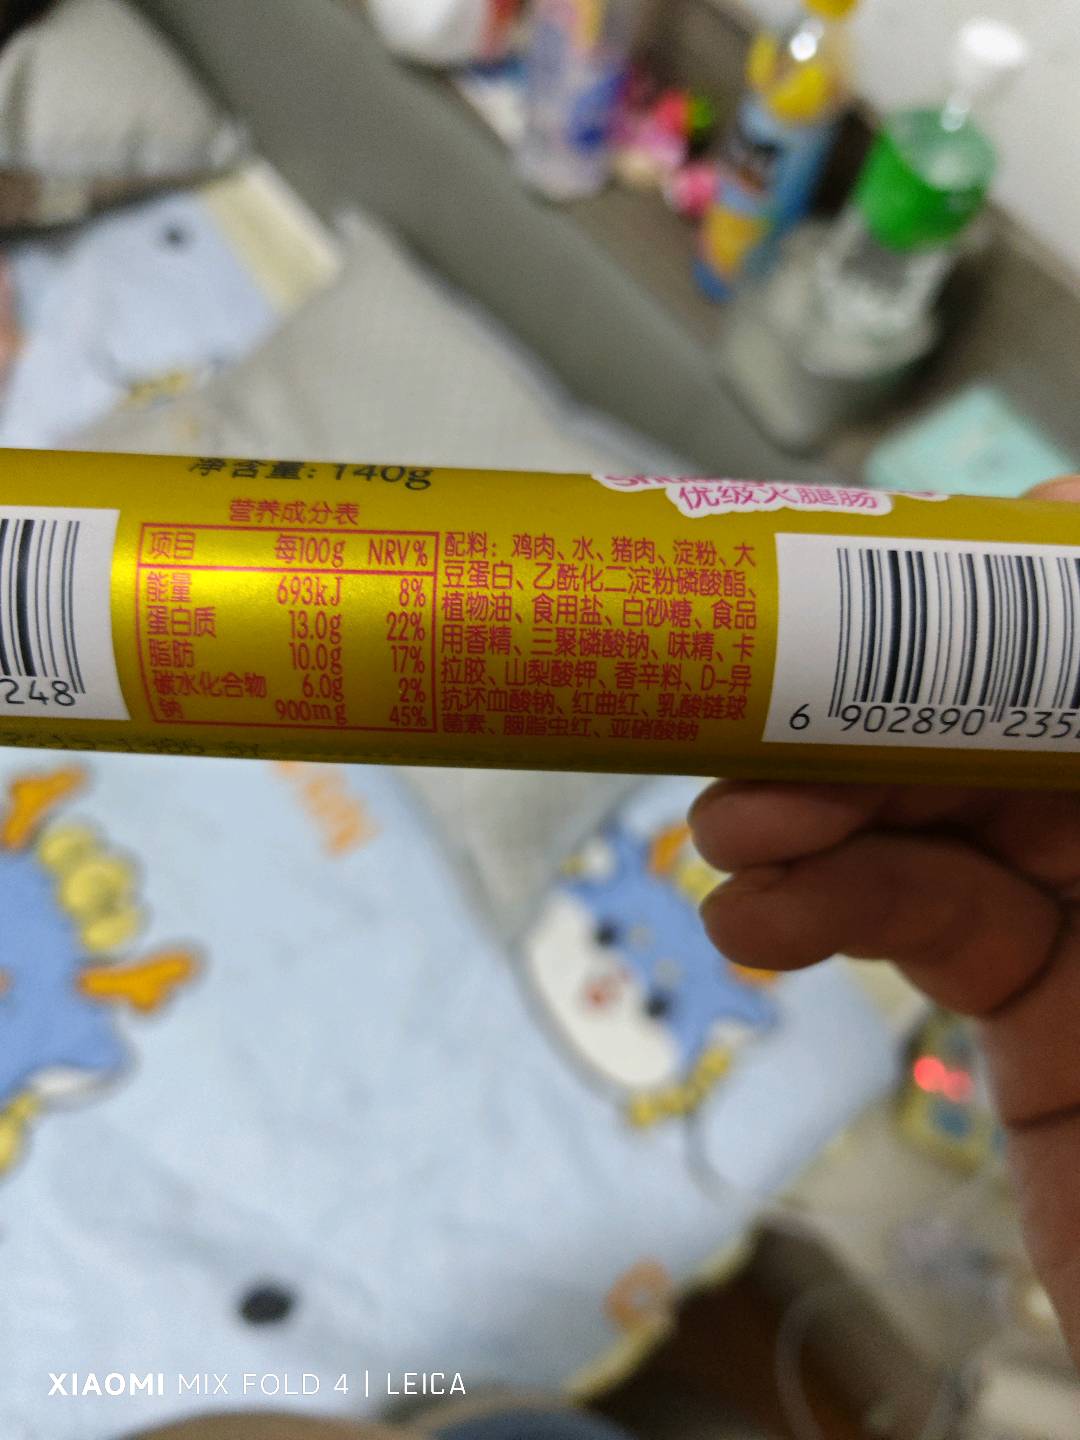 净含量: 140g
优级火腿肠
营养成分表
项目 每100g NRV%
能量 693kJ 8%
蛋白质 13.0g 22%
脂肪 10.0g 17%
碳水化合物 6.0g 2%
钠 900mg 45%
配料: 鸡肉、水、猪肉、淀粉、大
豆蛋白、乙酰化二淀粉磷酸酯、
植物油、食用盐、白砂糖、食品
用香精、三聚磷酸钠、味精、卡
拉胶、山梨酸钾、香辛料、D-异
抗坏血酸钠、红曲红、乳酸链球
菌素、胭脂虫红、亚硝酸钠
248
6 902890 235
XIAOMI MIX FOLD 4 | LEICA